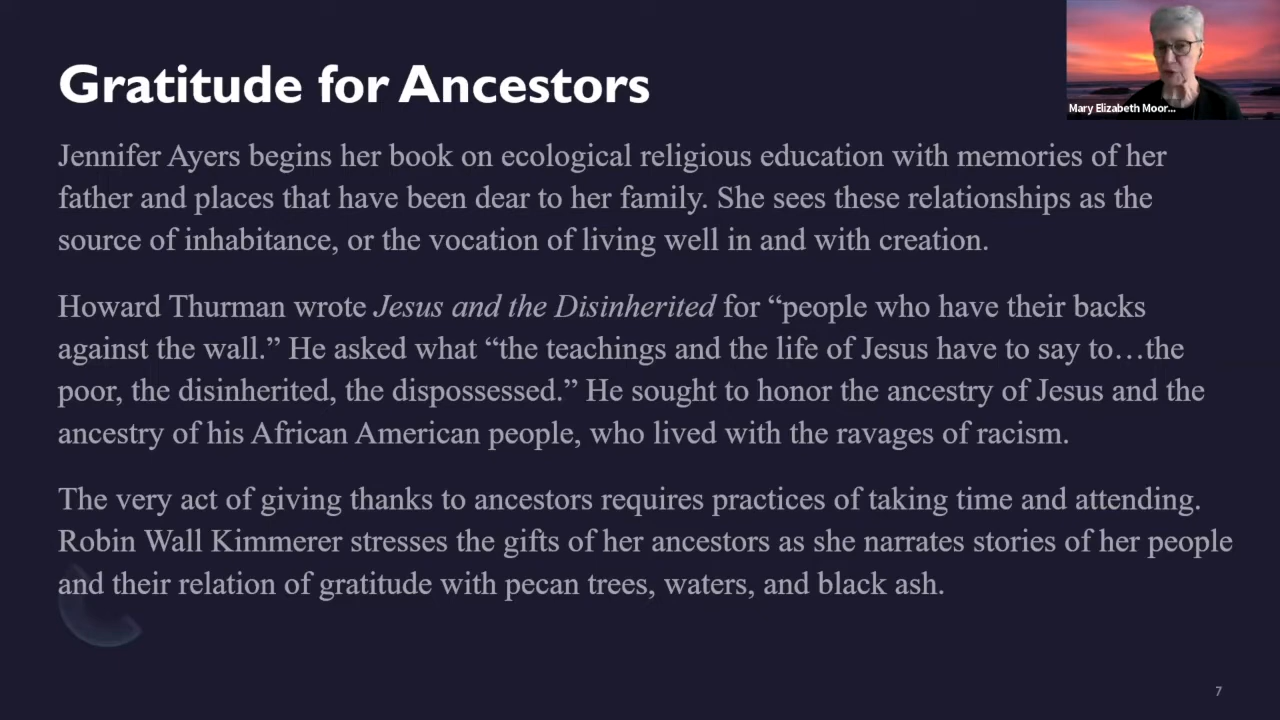 Gratitude for Ancestors
Mary Elizabeth Moor...
Jennifer Ayers begins her book on ecological religious education with memories of her
father and places that have been dear to her family. She sees these relationships as the
source of inhabitance, or the vocation of living well in and with creation.
Howard Thurman wrote Jesus and the Disinherited for “people who have their backs
against the wall.” He asked what “the teachings and the life of Jesus have to say to…the
poor, the disinherited, the dispossessed.” He sought to honor the ancestry of Jesus and the
ancestry of his African American people, who lived with the ravages of racism.
The very act of giving thanks to ancestors requires practices of taking time and attending.
Robin Wall Kimmerer stresses the gifts of her ancestors as she narrates stories of her people
and their relation of gratitude with pecan trees, waters, and black ash.
7